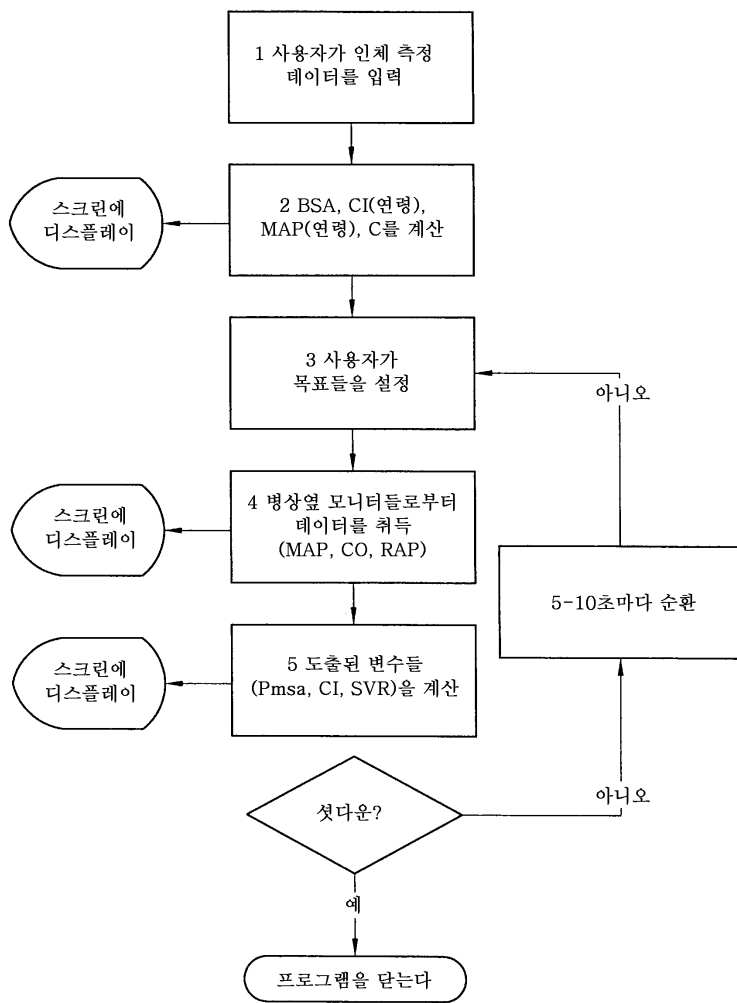 1 사용자가 인체 측정
테이터를 입력
스크린에
디스플레이
2 BSA, CI(연령),
MAP(연령), C를 계산
3 사용자가
목표들을 설정
아니오
스크린에
디스플레이
4 병상옆 모니터들로부터
테이터를 취득
(MAP, CO, RAP)
5-10초마다 순환
스크린에
디스플레이
5 도출된 변수들
(Pmsa, CI, SVR)을 계산
셧다운?
아니오
예
프로그램을 닫는다